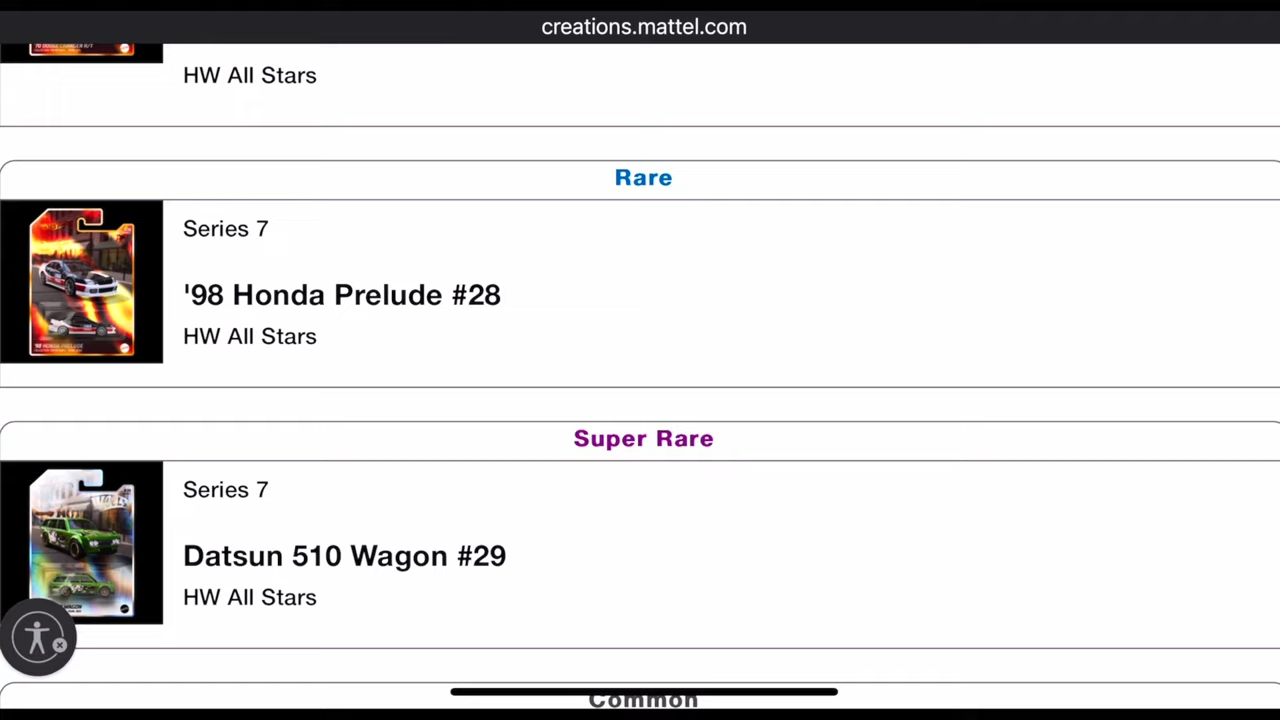 creations.mattel.com
HW All Stars
Rare
Series 7
'98 Honda Prelude #28
HW All Stars
Super Rare
Series 7
Datsun 510 Wagon #29
HW All Stars
Common